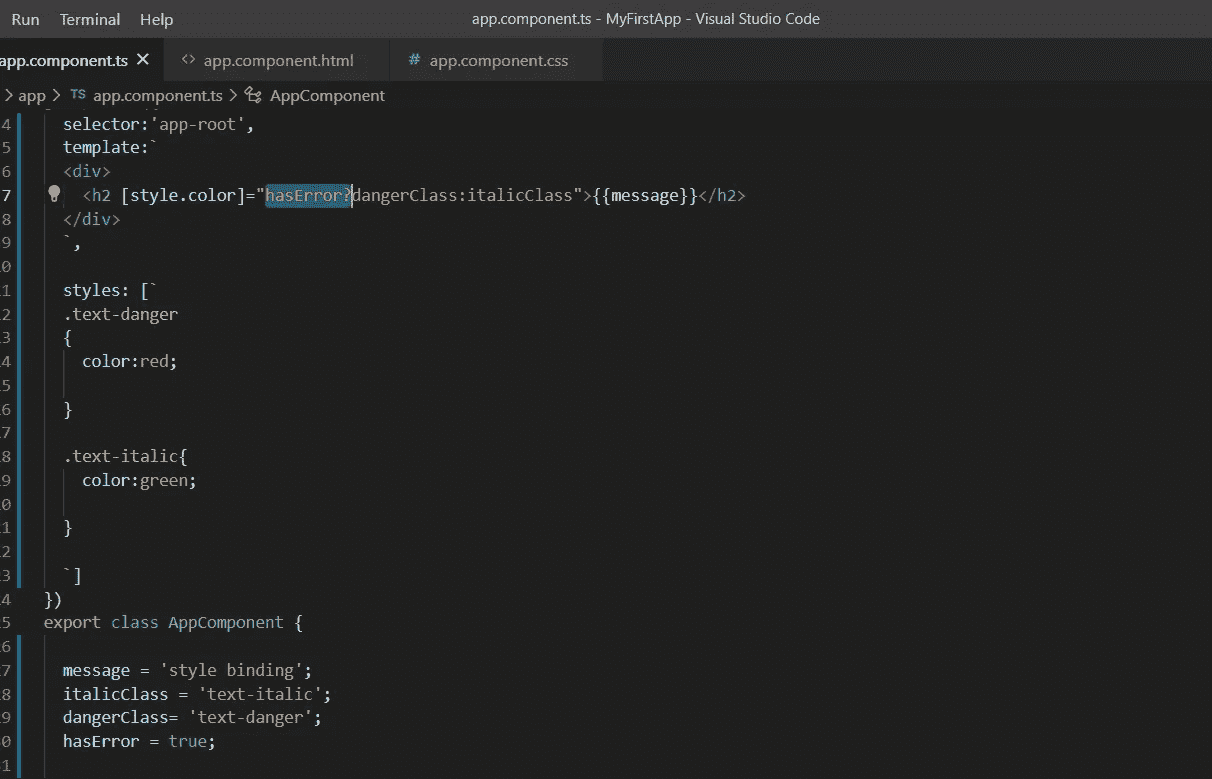 Run Terminal Help app.component.ts - MyFirstApp - Visual Studio Code
app.component.ts × <> app.component.html # app.component.css
> app > TS app.component.ts > AppComponent
4 selector:'app-root',
5 template:`
6 <div>
7 <h2 [style.color]="hasError?dangerClass:italicClass">{{message}}</h2>
8 </div>
9 `,
0
1 styles: [`
2 .text-danger
3 {
4 color:red;
5
6 }
7
8 .text-italic{
9 color:green;
0
1 }
2
3 `]
4 })
5 export class AppComponent {
6
7 message = 'style binding';
8 italicClass = 'text-italic';
9 dangerClass= 'text-danger';
0 hasError = true;
1